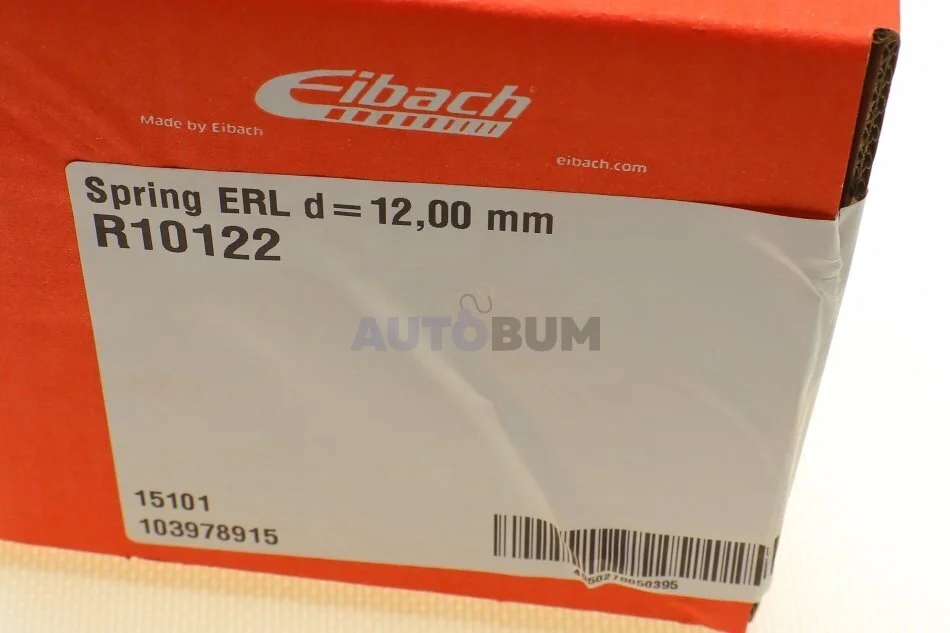 Eibach
Made by Eibach
eibach.com
Spring ERL d=12,00 mm
R10122
AUTOBUM
15101
103978915